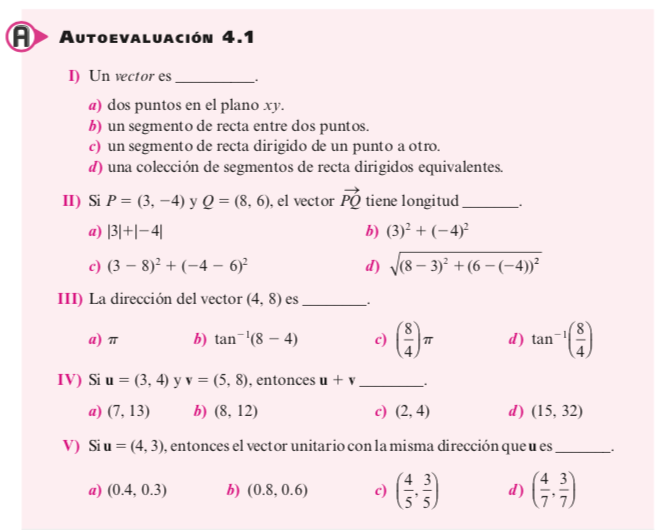 A AUTOEVALUACIÓN 4.1
I) Un vector es ________.
a) dos puntos en el plano xy.
b) un segmento de recta entre dos puntos.
c) un segmento de recta dirigido de un punto a otro.
d) una colección de segmentos de recta dirigidos equivalentes.
II) Si P = (3, −4) y Q = (8, 6), el vector $\overrightarrow{PQ}$ tiene longitud ________.
a) |3|+|−4| b) (3)² + (−4)²
c) (3 − 8)² + (−4 − 6)² d) √((8 − 3)² + (6 − (−4))²)
III) La dirección del vector (4, 8) es ________.
a) π b) tan⁻¹(8 − 4) c) (8/4)π d) tan⁻¹(8/4)
IV) Si u = (3, 4) y v = (5, 8), entonces u + v ________.
a) (7, 13) b) (8, 12) c) (2, 4) d) (15, 32)
V) Si u = (4, 3), entonces el vector unitario con la misma dirección que u es ________.
a) (0.4, 0.3) b) (0.8, 0.6) c) (4/5, 3/5) d) (4/7, 3/7)